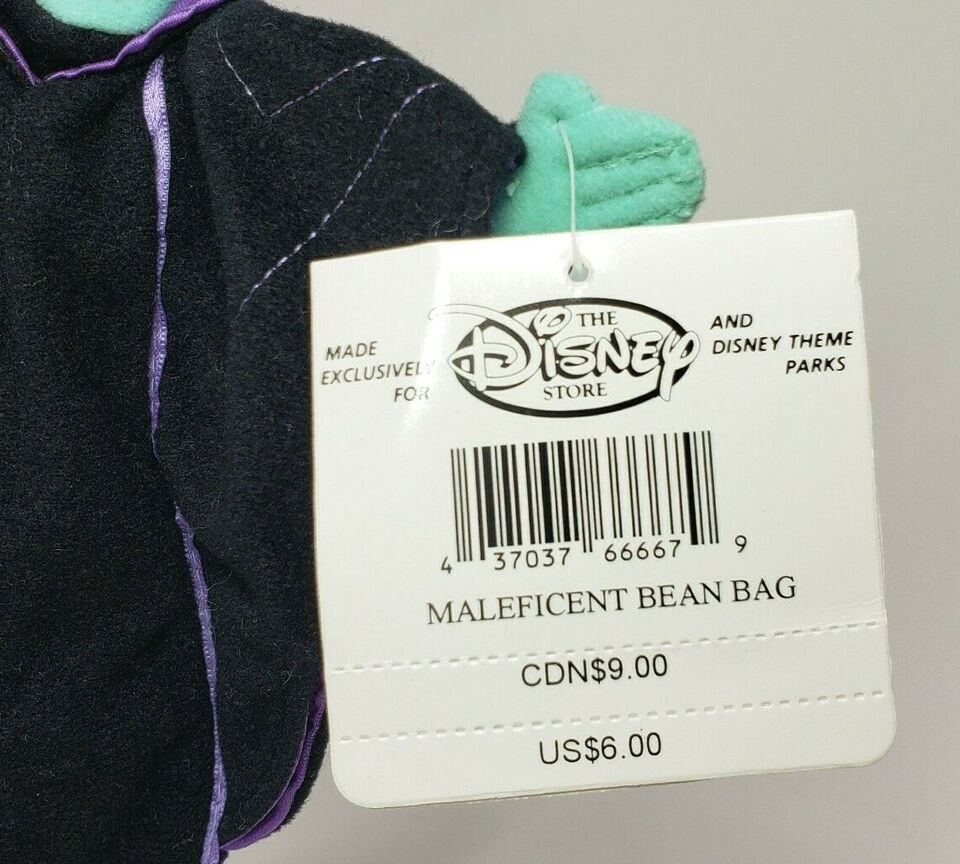 MADE
EXCLUSIVELY
FOR
THE
DISNEY
STORE
AND
DISNEY THEME
PARKS
4 37037 66667 9
MALEFICENT BEAN BAG
CDN$9.00
US$6.00